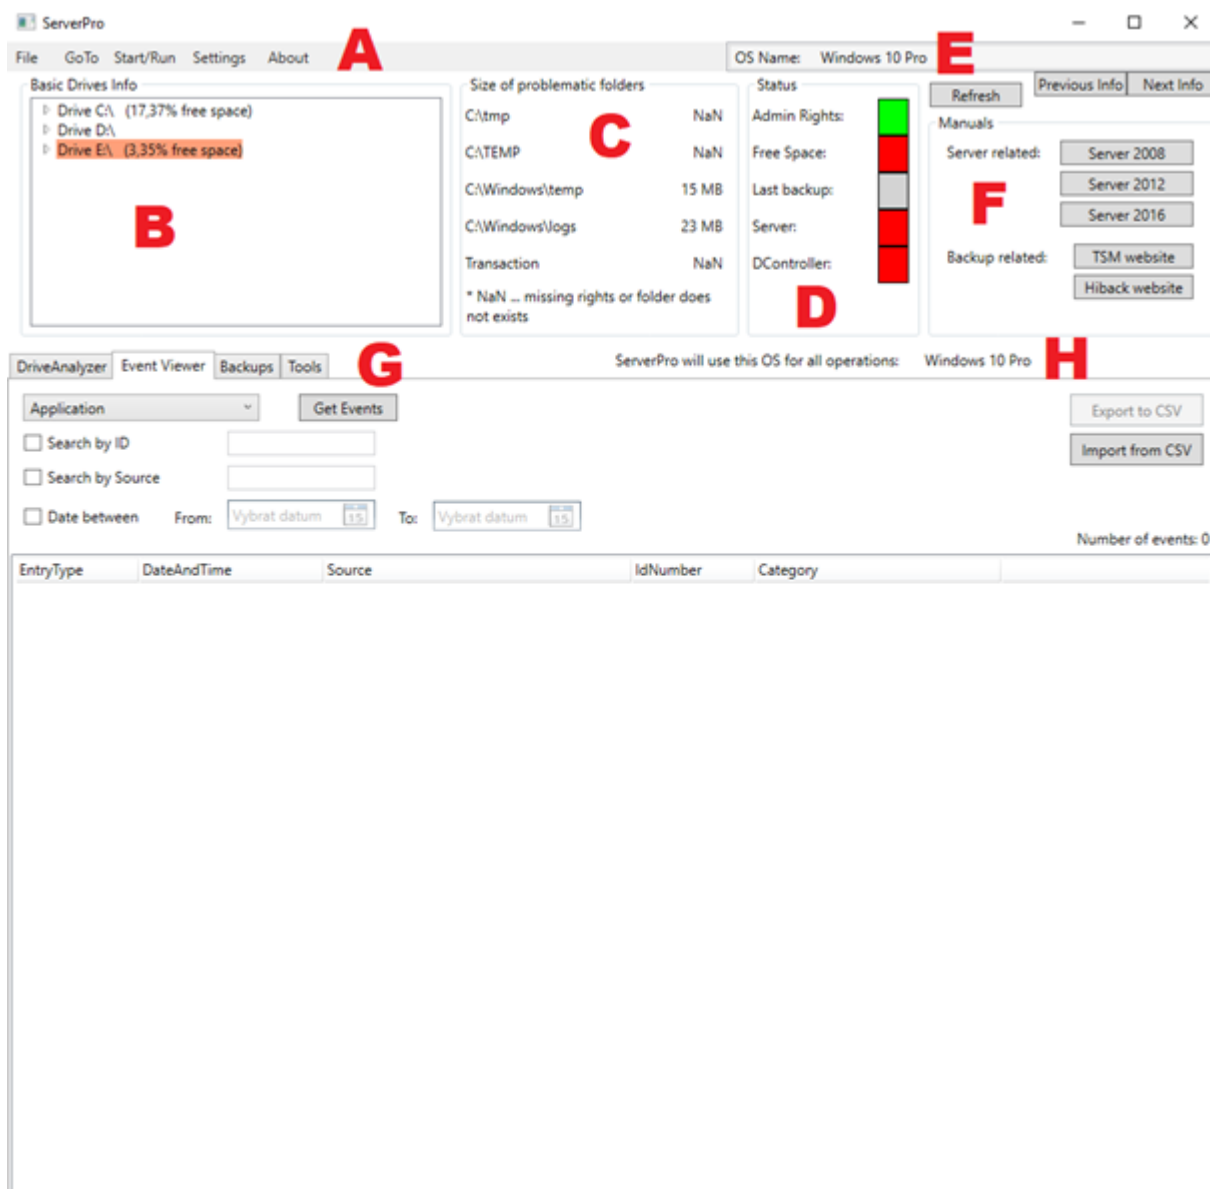 ServerPro
File GoTo Start/Run Settings About A
OS Name: Windows 10 Pro E
Basic Drives Info
Drive C:\ (17,37% free space)
Drive D:\
Drive E:\ (3,35% free space)
B
Size of problematic folders
C:\tmp NaN
C:\TEMP NaN
C:\Windows\temp 15 MB
C:\Windows\logs 23 MB
Transaction NaN
* NaN ... missing rights or folder does
not exists
C
Status
Admin Rights:
Free Space:
Last backup:
Server:
DController:
D
Refresh
Previous Info Next Info
Manuals
Server related: Server 2008
Server 2012
Server 2016
F
Backup related: TSM website
Hiback website
DriveAnalyzer Event Viewer Backups Tools G
ServerPro will use this OS for all operations: Windows 10 Pro H
Application Get Events
Export to CSV
Search by ID
Import from CSV
Search by Source
Date between From: Vybrat datum 15 To: Vybrat datum 15
Number of events: 0
EntryType DateAndTime Source IdNumber Category